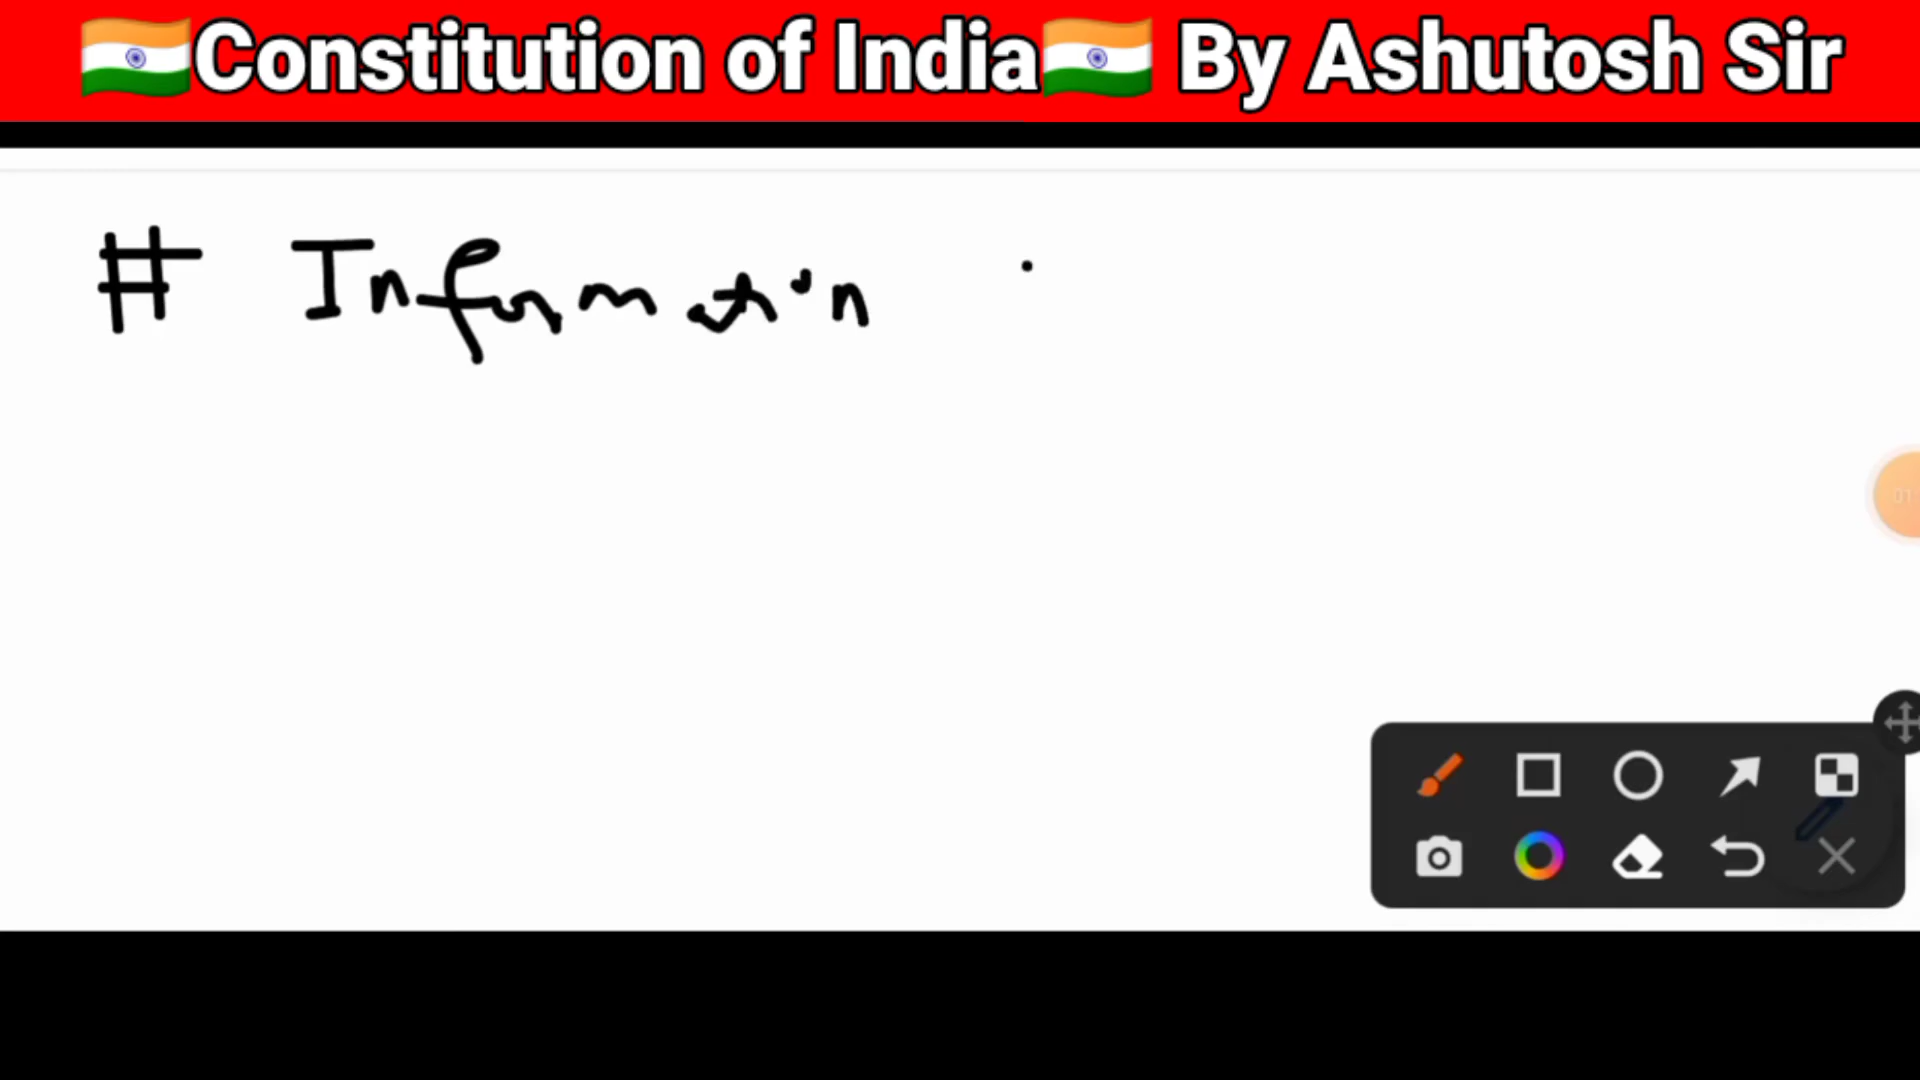 🇮🇳Constitution of India🇮🇳 By Ashutosh Sir
# Information